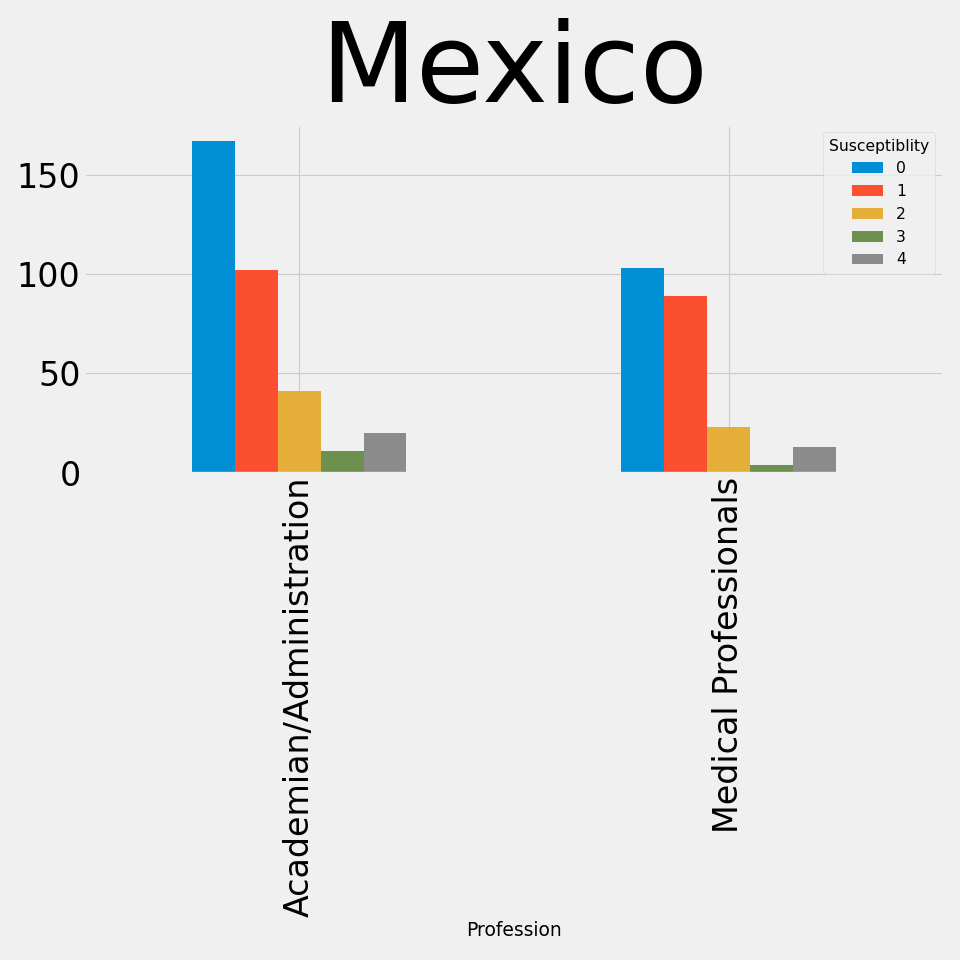 Mexico
150
100
50
0
Susceptiblity
0
1
2
3
4
Academian/Administration
Medical Professionals
Profession